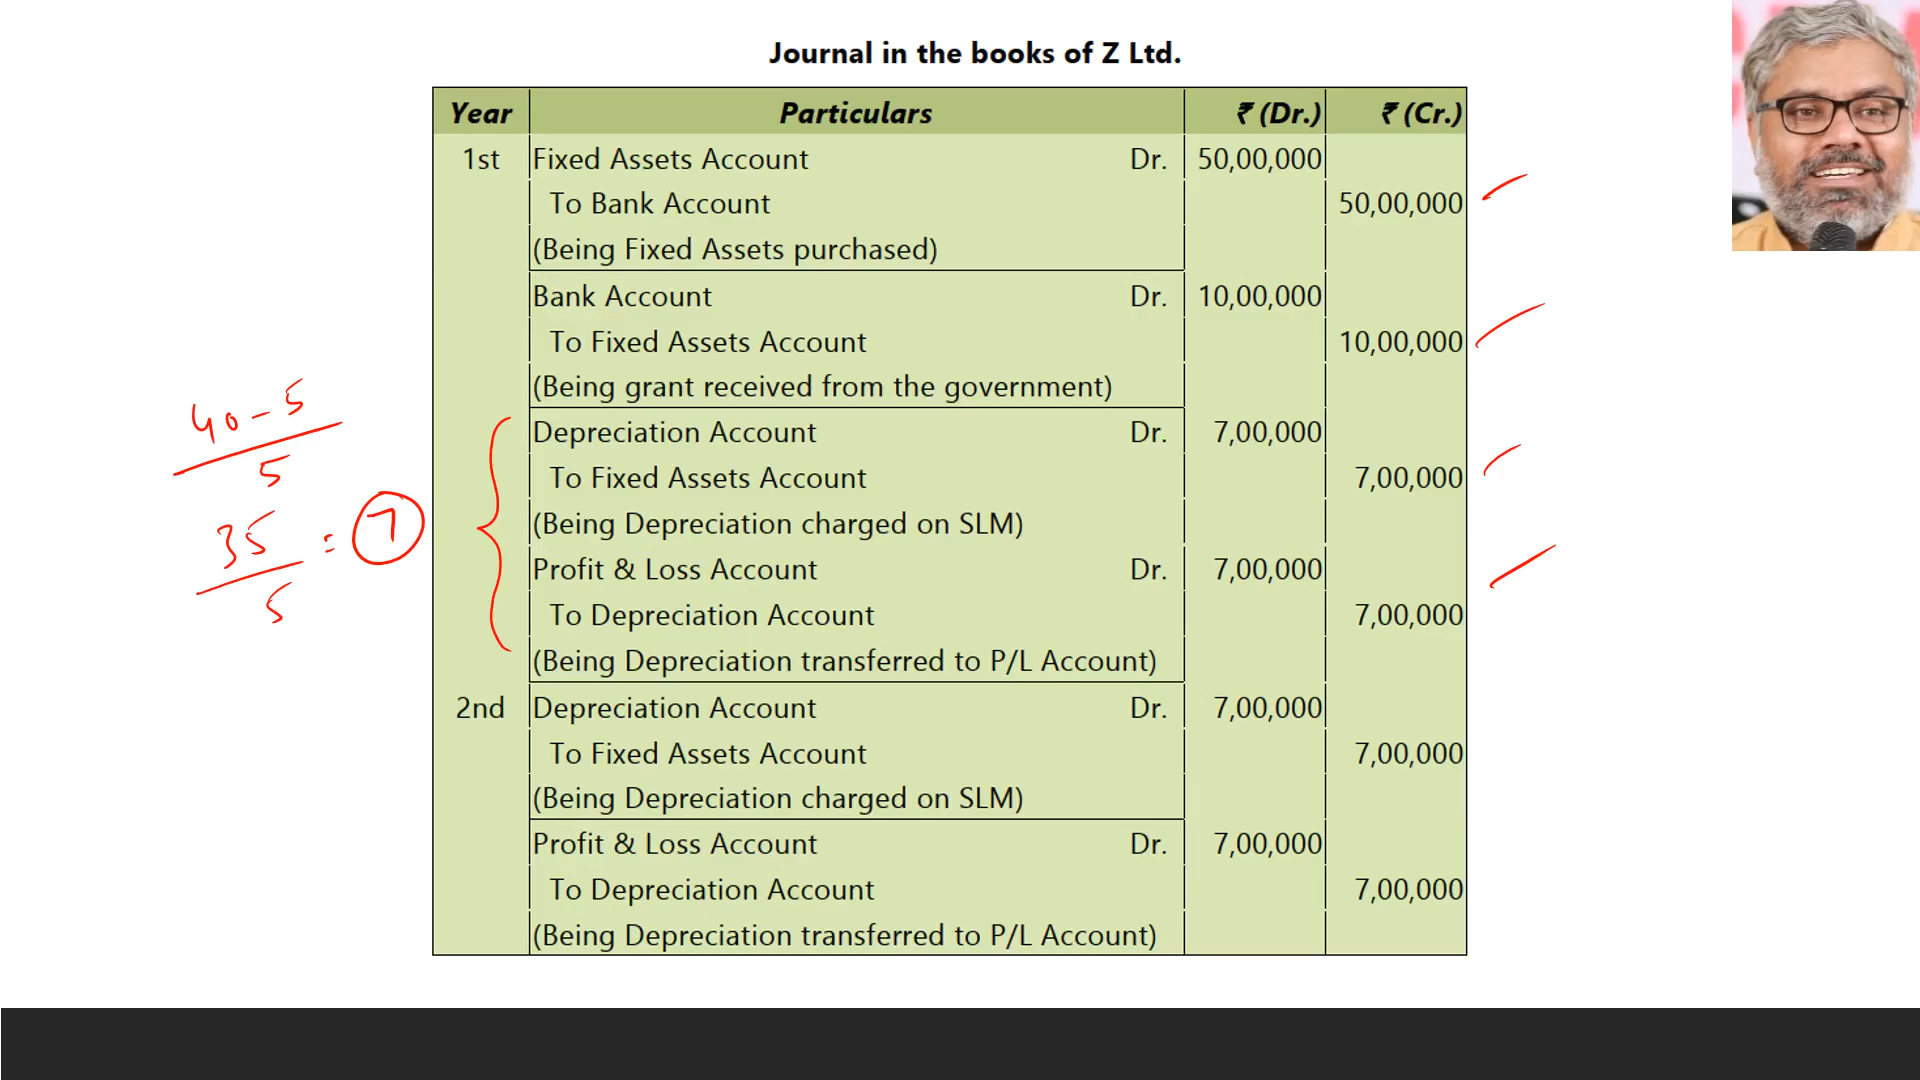 Journal in the books of Z Ltd.
Year Particulars ₹ (Dr.) ₹ (Cr.)
1st Fixed Assets Account Dr. 50,00,000
To Bank Account 50,00,000
(Being Fixed Assets purchased)
Bank Account Dr. 10,00,000
To Fixed Assets Account 10,00,000
(Being grant received from the government)
Depreciation Account Dr. 7,00,000
To Fixed Assets Account 7,00,000
(Being Depreciation charged on SLM)
Profit & Loss Account Dr. 7,00,000
To Depreciation Account 7,00,000
(Being Depreciation transferred to P/L Account)
2nd Depreciation Account Dr. 7,00,000
To Fixed Assets Account 7,00,000
(Being Depreciation charged on SLM)
Profit & Loss Account Dr. 7,00,000
To Depreciation Account 7,00,000
(Being Depreciation transferred to P/L Account)
40 - 5
5
35 = 7
5